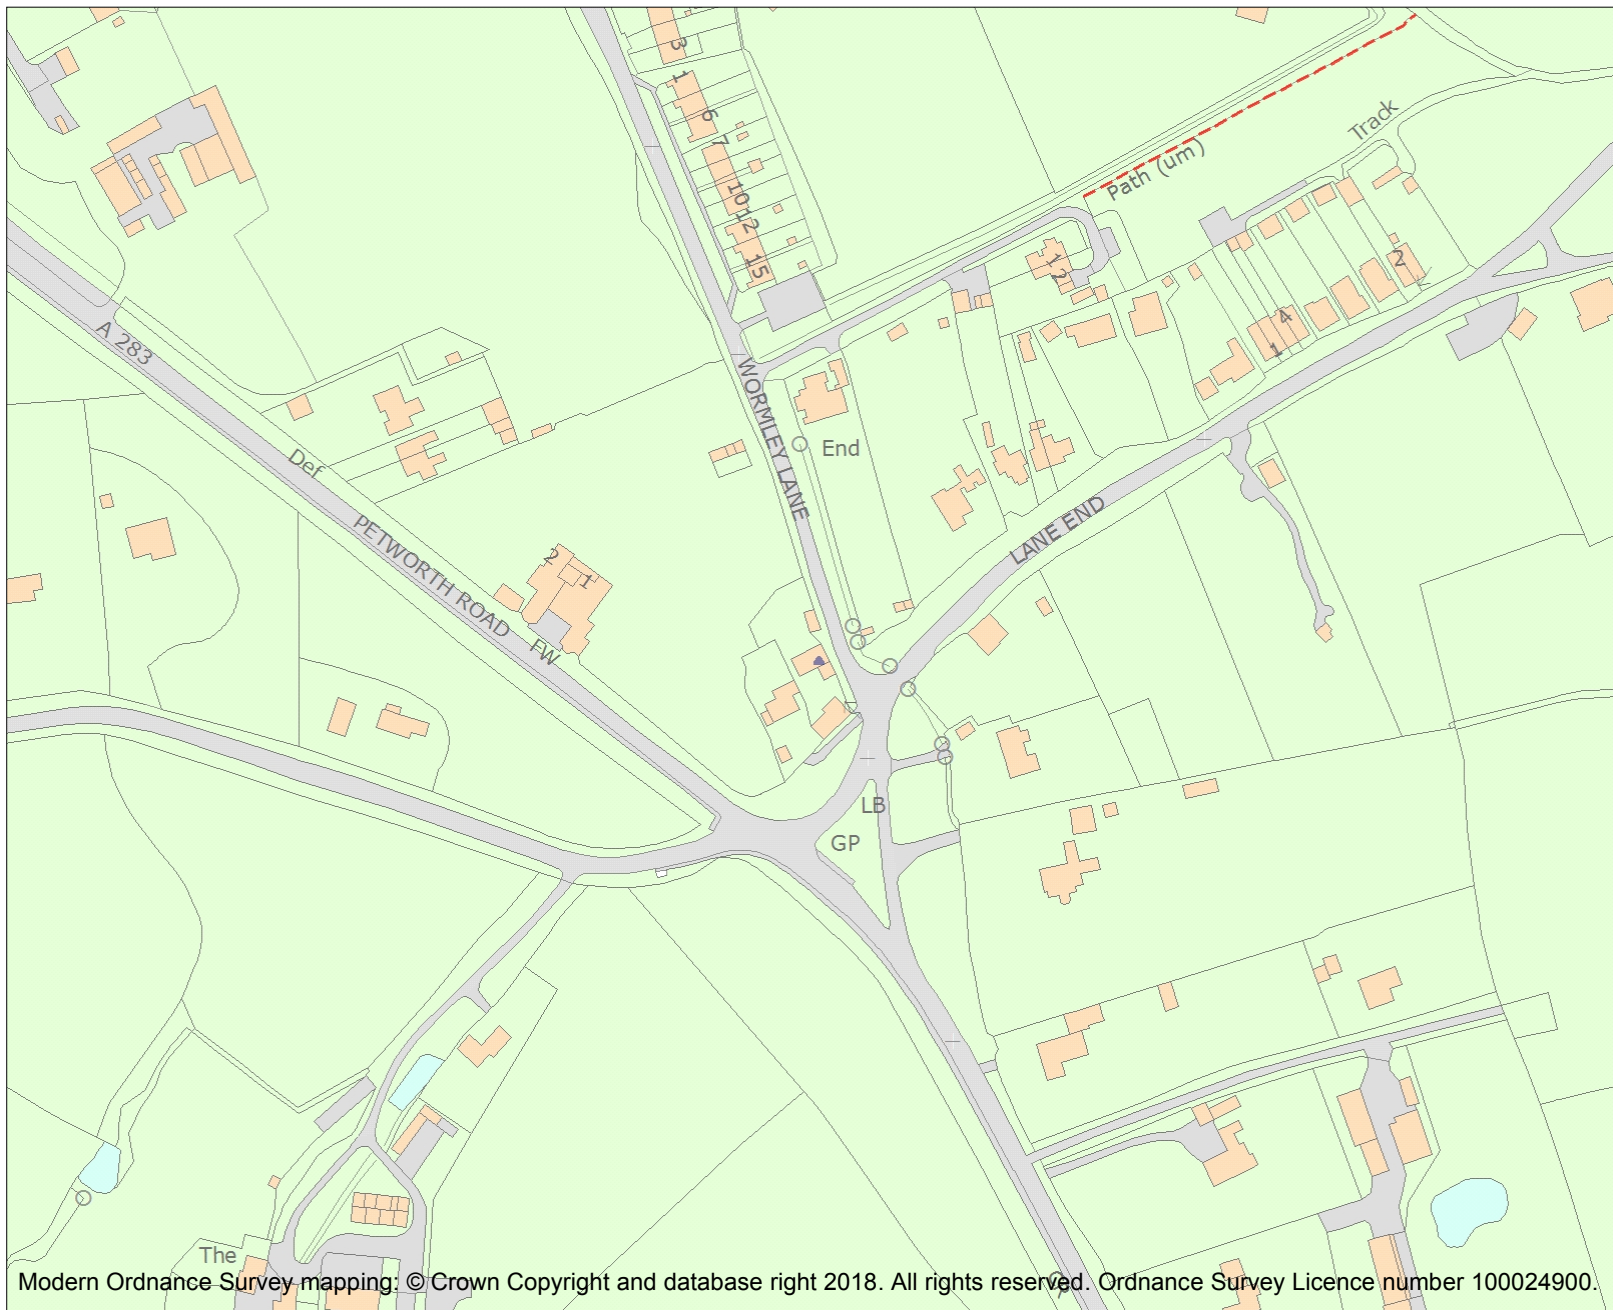 3
1
6
7
10
12
15
Track
Path (um)
1
2
2
4
1
A 283
WORMLEY LANE
End
Def
PETWORTH ROAD
LANE END
2
1
FW
LB
GP
The
Modern Ordnance Survey mapping: © Crown Copyright and database right 2018. All rights reserved. Ordnance Survey Licence number 100024900.